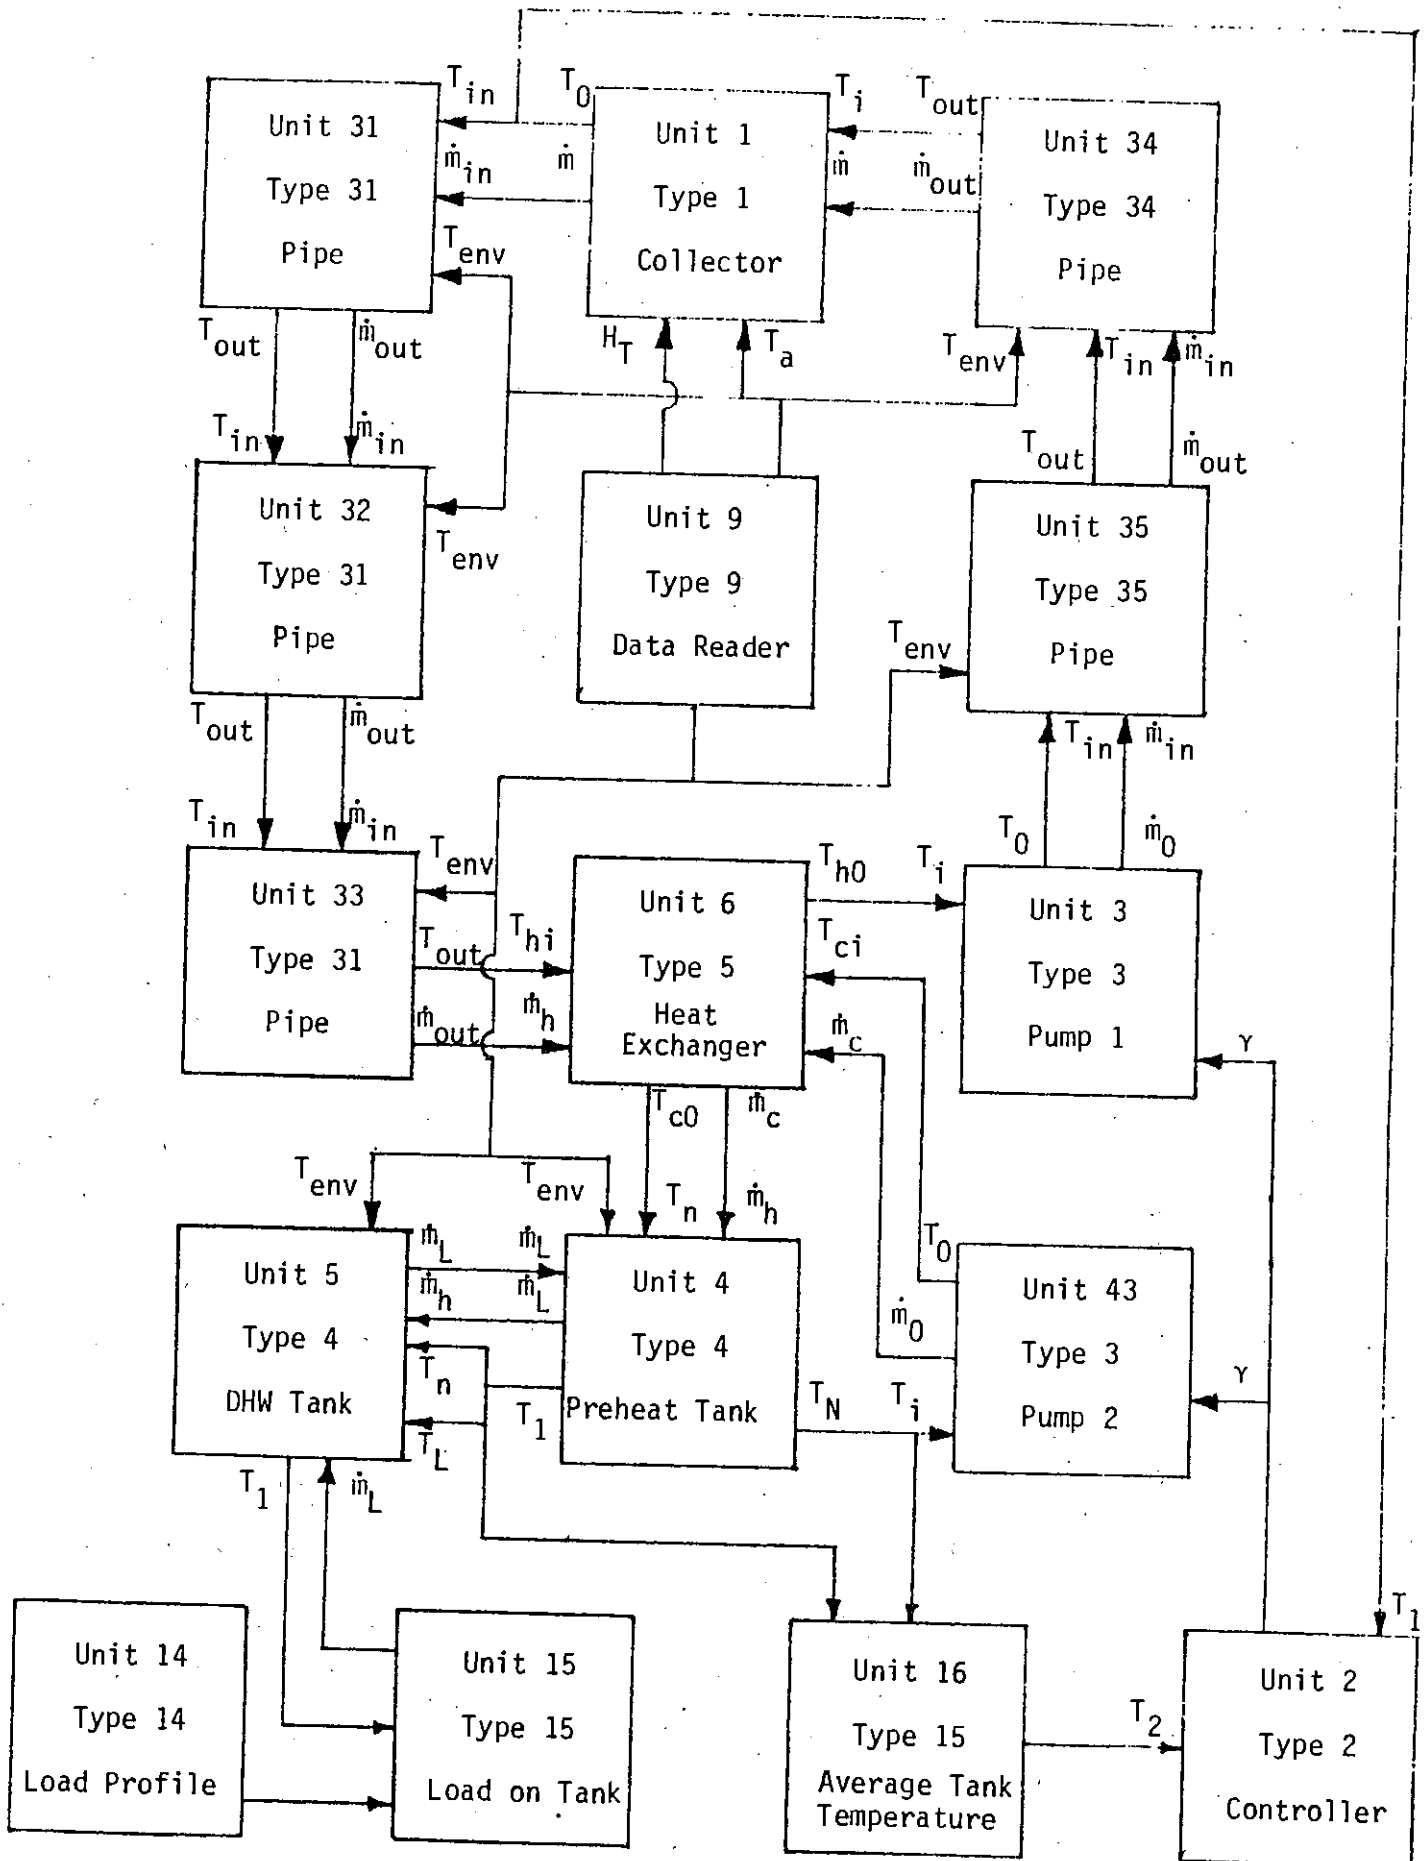 T_in T_0 T_i T_out
Unit 31
Type 31
Pipe
ṁ_in ṁ ṁ ṁ_out
Unit 1
Type 1
Collector
Unit 34
Type 34
Pipe
T_env
T_out ṁ_out
H_T T_a
T_env T_in ṁ_in
T_in ṁ_in
T_out ṁ_out
Unit 32
Type 31
Pipe
T_env
Unit 9
Type 9
Data Reader
Unit 35
Type 35
Pipe
T_env
T_out ṁ_out
T_in ṁ_in
T_in ṁ_in
T_0 ṁ_0
Unit 33
Type 31
Pipe
T_env
T_out T_hi
ṁ_out ṁ_h
Unit 6
Type 5
Heat
Exchanger
T_h0 T_i
T_ci
ṁ_c
Unit 3
Type 3
Pump 1
γ
T_c0 ṁ_c
T_env T_env T_n ṁ_h
Unit 5
Type 4
DHW Tank
ṁ_L ṁ_L
ṁ_h ṁ_L
T_n
T_L
T_1
Unit 4
Type 4
Preheat Tank
T_0
ṁ_0
T_N T_i
Unit 43
Type 3
Pump 2
γ
T_1 ṁ_L
T_1
Unit 14
Type 14
Load Profile
Unit 15
Type 15
Load on Tank
Unit 16
Type 15
Average Tank
Temperature
T_2
Unit 2
Type 2
Controller